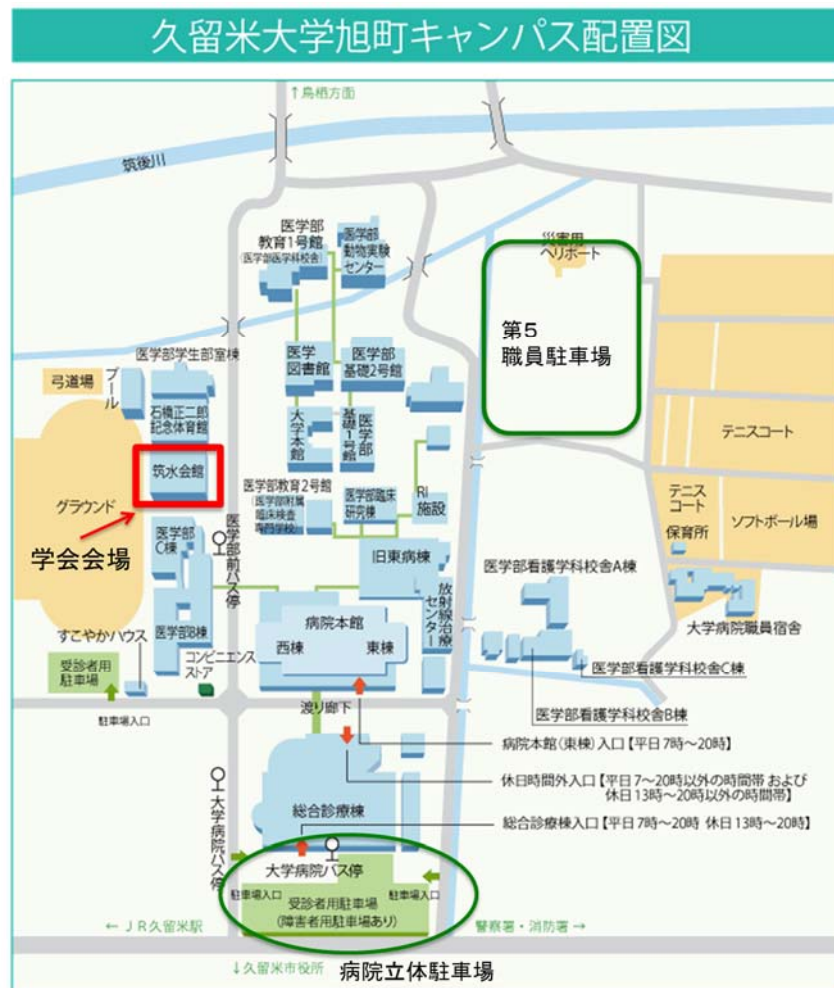 久留米大学旭町キャンパス配置図
↑鳥栖方面
筑後川
医学部
教育1号館
(医学部医学科校舎)
医学部
動物実験
センター
災害用
ヘリポート
第5
職員駐車場
医学部学生部室棟
弓道場
プール
石橋正二郎
記念体育館
医学
図書館
医学部
基礎2号館
大学本館
医学部
基礎1号館
テニスコート
筑水会館
グラウンド
学会会場
医学部教育2号館
(医学部附属
臨床検査
専門学校)
医学部臨床
研究棟
RI
施設
テニス
コート
ソフトボール場
保育所
医学部
C棟
医学部前バス停
旧東病棟
放射線治療
センター
医学部看護学科校舎A棟
大学病院職員宿舎
医学部B棟
病院本館
西棟
東棟
すこやかハウス
コンビニエンス
ストア
受診者用
駐車場
駐車場入口
医学部看護学科校舎C棟
医学部看護学科校舎B棟
渡り廊下
病院本館(東棟)入口【平日7時~20時】
休日時間外入口【平日7~20時以外の時間帯 および
休日13時~20時以外の時間帯】
総合診療棟入口【平日7時~20時 休日13時~20時】
総合診療棟
大学病院バス停
大学病院バス停
駐車場入口
駐車場入口
受診者用駐車場
(障害者用駐車場あり)
← JR久留米駅
警察署・消防署 →
↓久留米市役所
病院立体駐車場